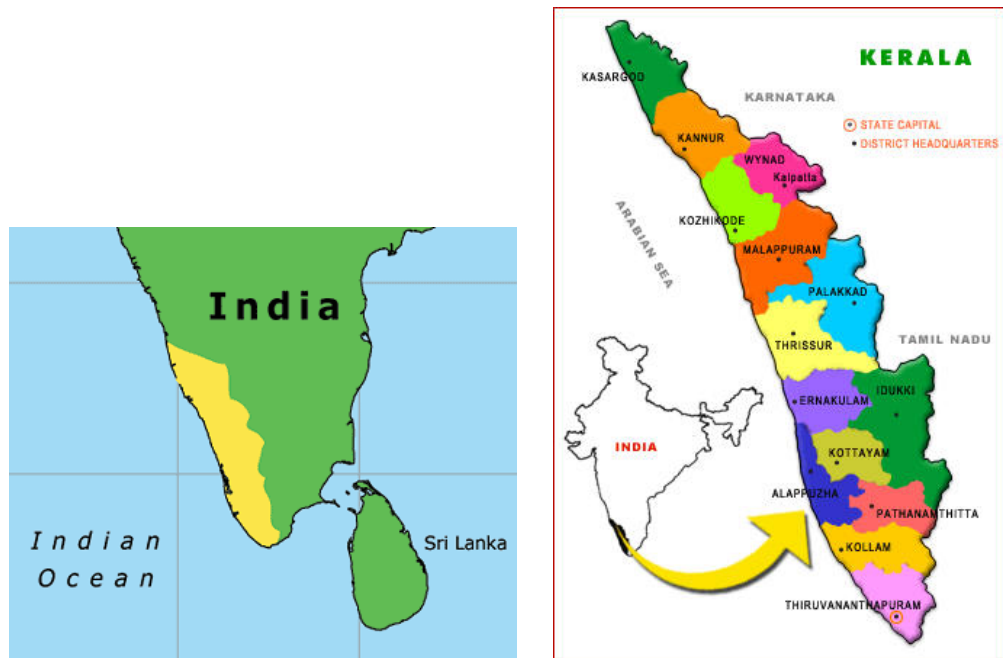 India
Indian
Ocean
Sri Lanka
KERALA
KASARGOD
KARNATAKA
STATE CAPITAL
DISTRICT HEADQUARTERS
KANNUR
WYNAD
Kalpatta
ARABIAN SEA
KOZHIKODE
MALAPPURAM
PALAKKAD
TAMIL NADU
THRISSUR
IDUKKI
ERNAKULAM
INDIA
KOTTAYAM
ALAPPUZHA
PATHANAMTHITTA
KOLLAM
THIRUVANANTHAPURAM